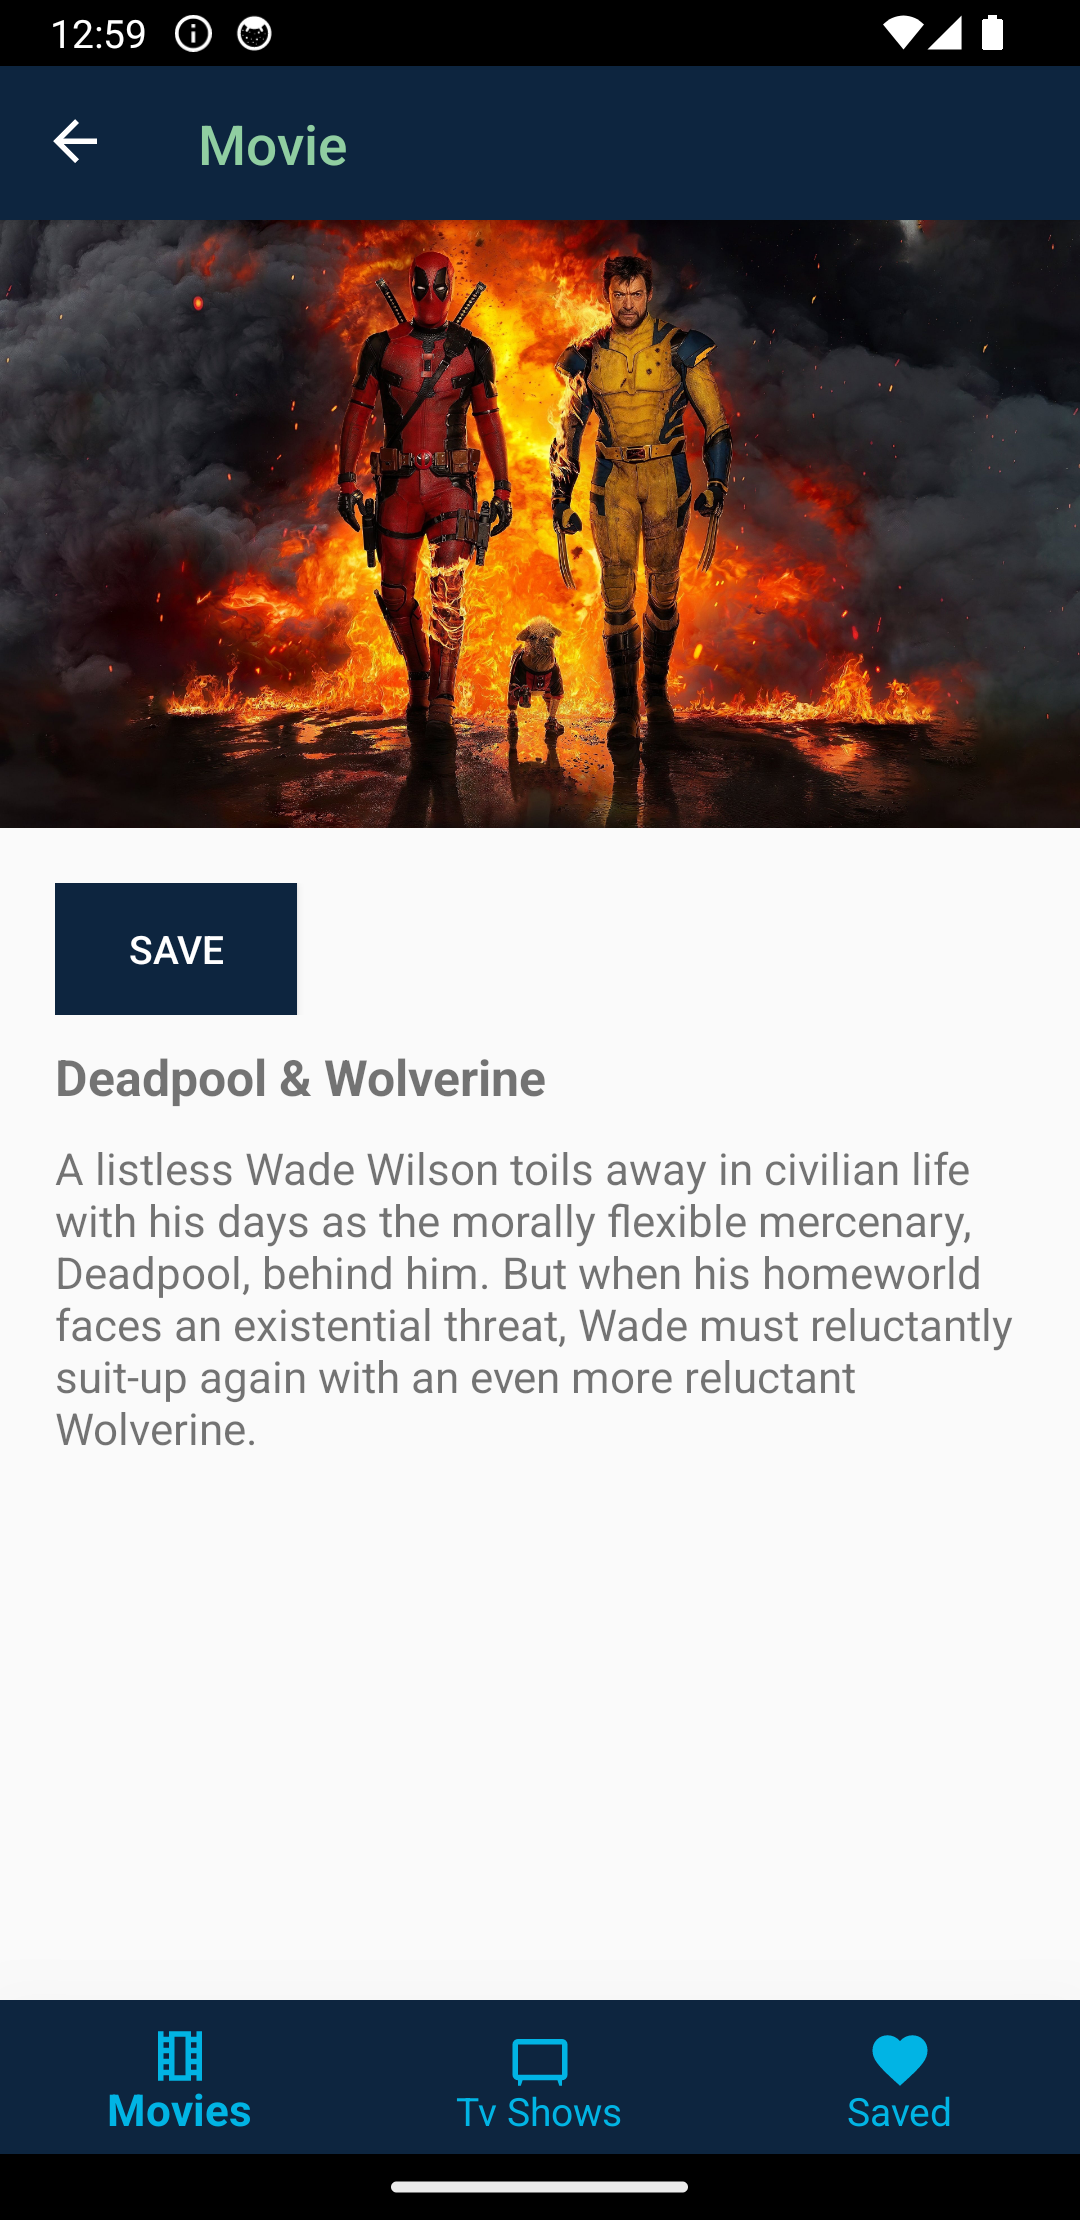 12:59
Movie
SAVE
Deadpool & Wolverine
A listless Wade Wilson toils away in civilian life
with his days as the morally flexible mercenary,
Deadpool, behind him. But when his homeworld
faces an existential threat, Wade must reluctantly
suit-up again with an even more reluctant
Wolverine.
Movies
Tv Shows
Saved